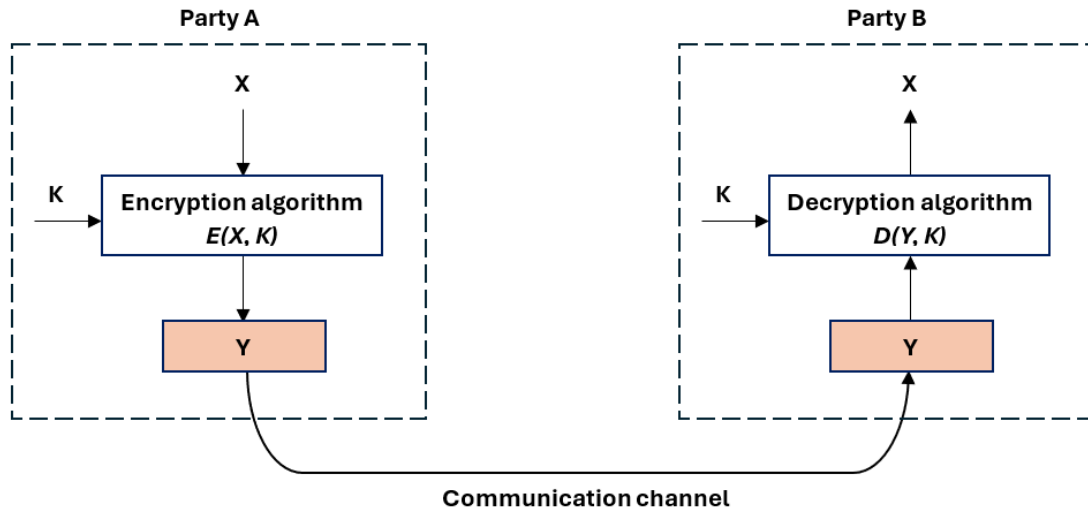 Party A
Party B
X
X
K
Encryption algorithm
E(X, K)
K
Decryption algorithm
D(Y, K)
Y
Y
Communication channel